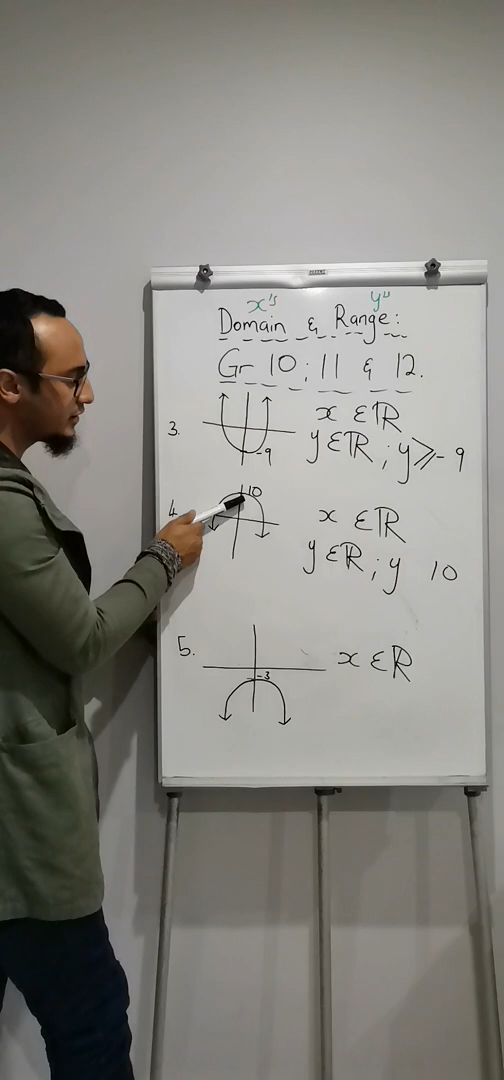 x's y's
Domain & Range:
Gr 10; 11 & 12.
3.
-9
x ∈ ℝ
y ∈ ℝ ; y ≥ -9
4.
10
x ∈ ℝ
y ∈ ℝ ; y 10
5.
-3
x ∈ ℝ